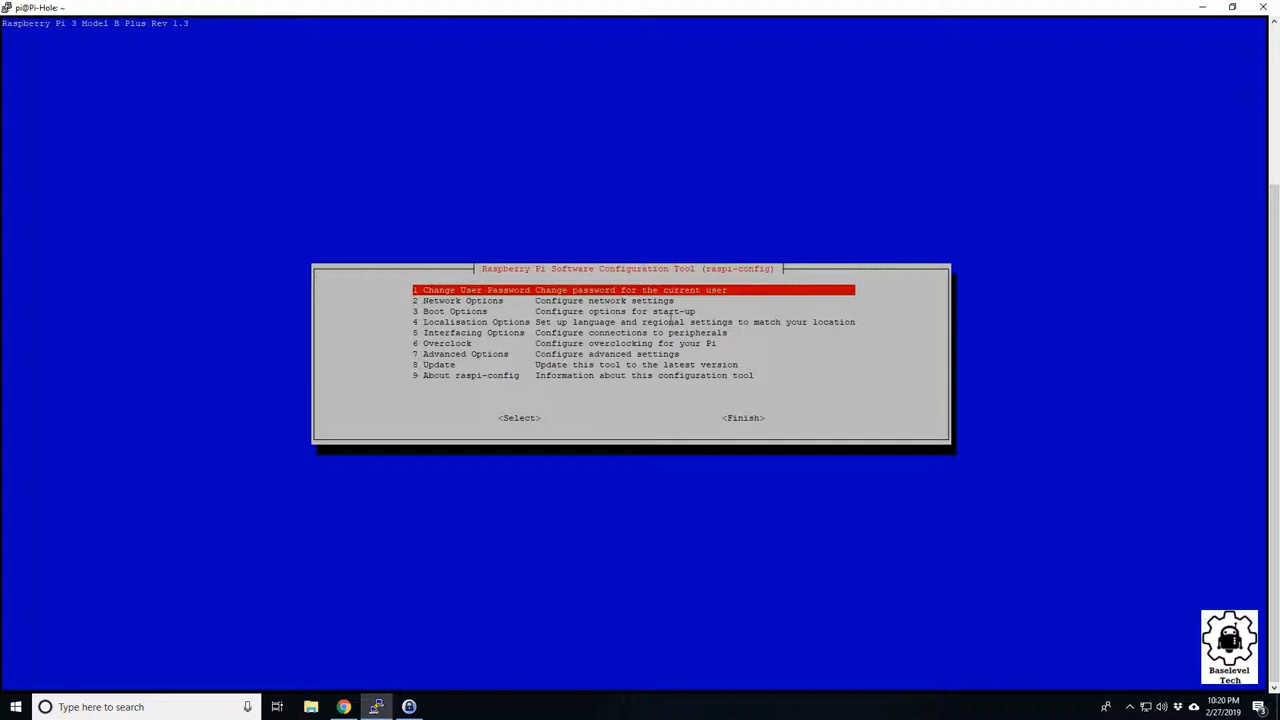 pi@Pi-Hole: ~
Raspberry Pi 3 Model B Plus Rev 1.3
Raspberry Pi Software Configuration Tool (raspi-config)
1 Change User Password Change password for the current user
2 Network Options Configure network settings
3 Boot Options Configure options for start-up
4 Localisation Options Set up language and regional settings to match your location
5 Interfacing Options Configure connections to peripherals
6 Overclock Configure overclocking for your Pi
7 Advanced Options Configure advanced settings
8 Update Update this tool to the latest version
9 About raspi-config Information about this configuration tool
<Select> <Finish>
Baselevel
Tech
Type here to search
10:20 PM
2/27/2019
3